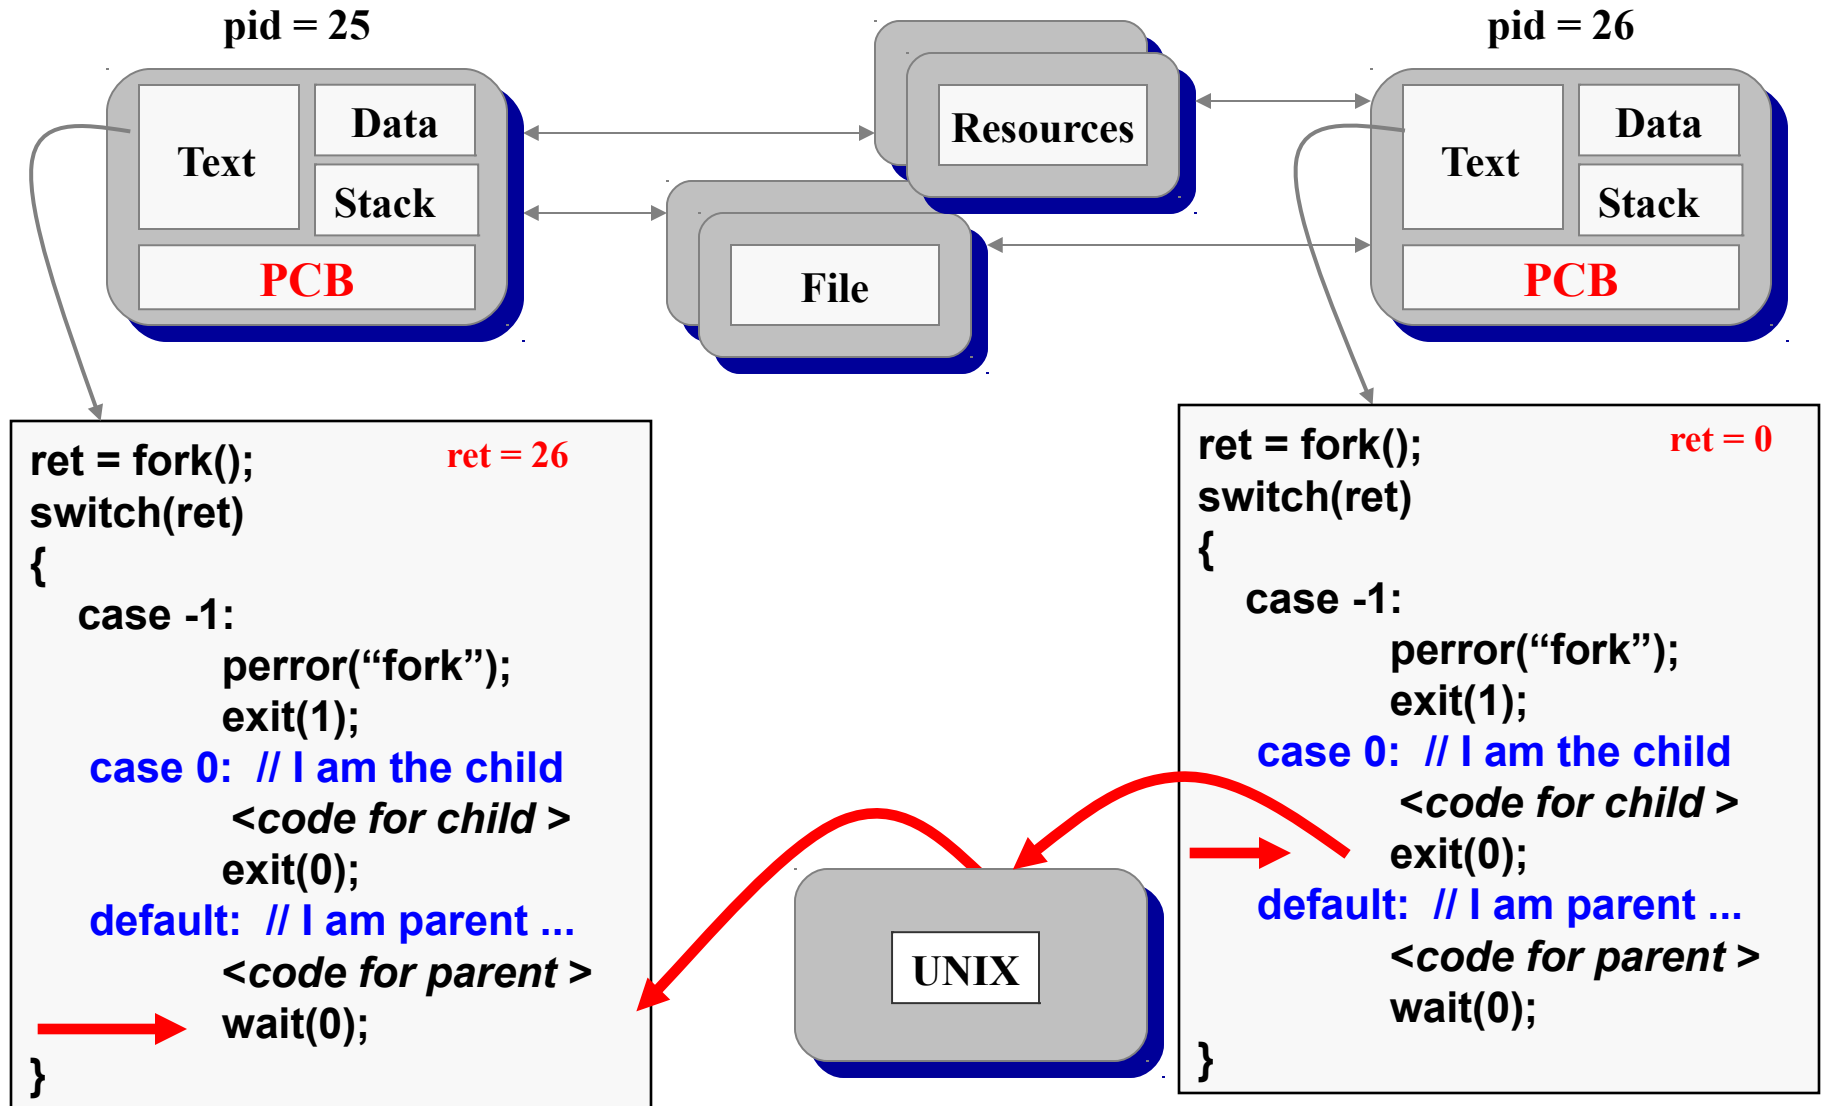 pid = 25
pid = 26
Text
Data
Stack
PCB
Resources
File
Text
Data
Stack
PCB
ret = fork();
ret = 26
switch(ret)
{
case -1:
perror(“fork”);
exit(1);
case 0: // I am the child
<code for child >
exit(0);
default: // I am parent ...
<code for parent >
wait(0);
}
UNIX
ret = fork();
ret = 0
switch(ret)
{
case -1:
perror(“fork”);
exit(1);
case 0: // I am the child
<code for child >
exit(0);
default: // I am parent ...
<code for parent >
wait(0);
}